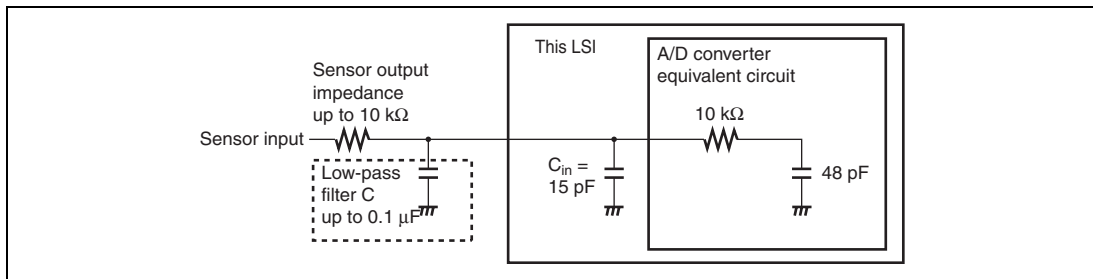 This LSI
A/D converter
equivalent circuit
Sensor output
impedance
up to 10 kΩ
10 kΩ
Sensor input
Low-pass
filter C
up to 0.1 μF
Cin =
15 pF
48 pF